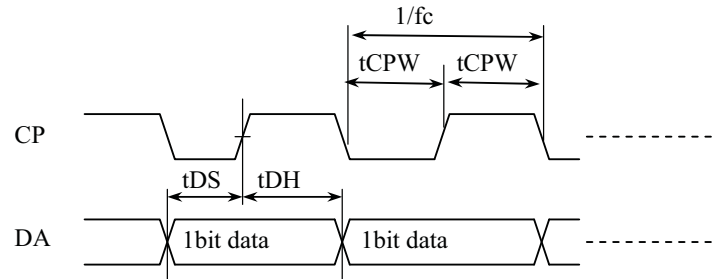 1/fc
tCPW tCPW
CP
tDS tDH
DA 1bit data 1bit data